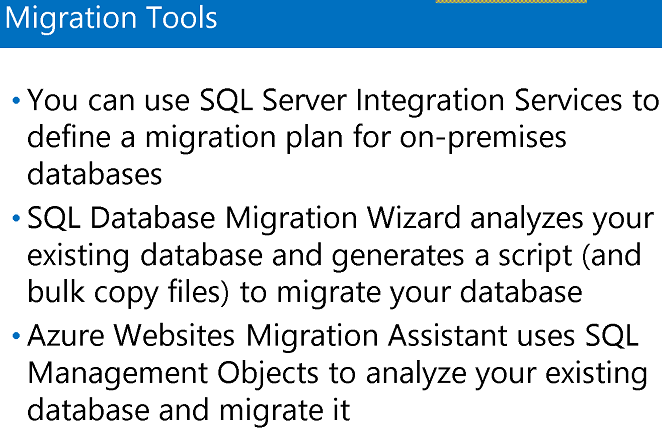 Migration Tools
• You can use SQL Server Integration Services to
define a migration plan for on-premises
databases
• SQL Database Migration Wizard analyzes your
existing database and generates a script (and
bulk copy files) to migrate your database
• Azure Websites Migration Assistant uses SQL
Management Objects to analyze your existing
database and migrate it